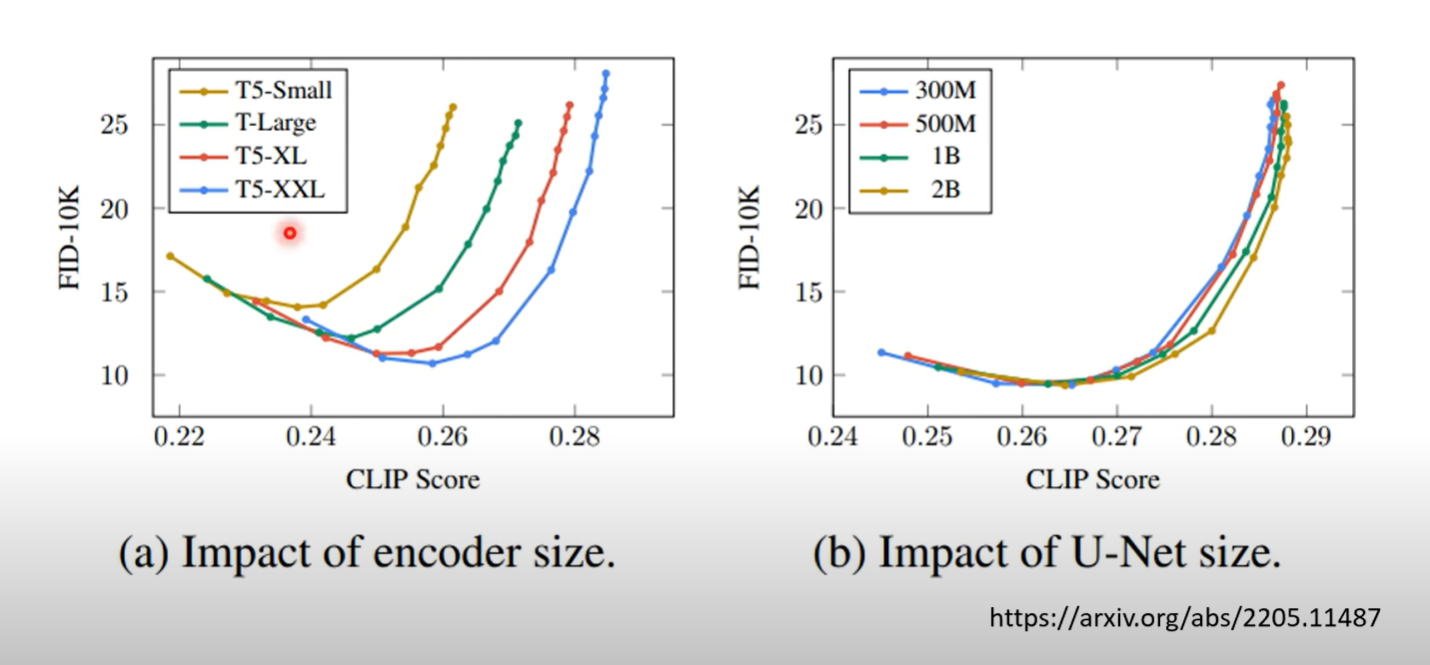 T5-Small
T-Large
T5-XL
T5-XXL
25
20
15
10
FID-10K
0.22 0.24 0.26 0.28
CLIP Score
(a) Impact of encoder size.
300M
500M
1B
2B
25
20
15
10
FID-10K
0.24 0.25 0.26 0.27 0.28 0.29
CLIP Score
(b) Impact of U-Net size.
https://arxiv.org/abs/2205.11487